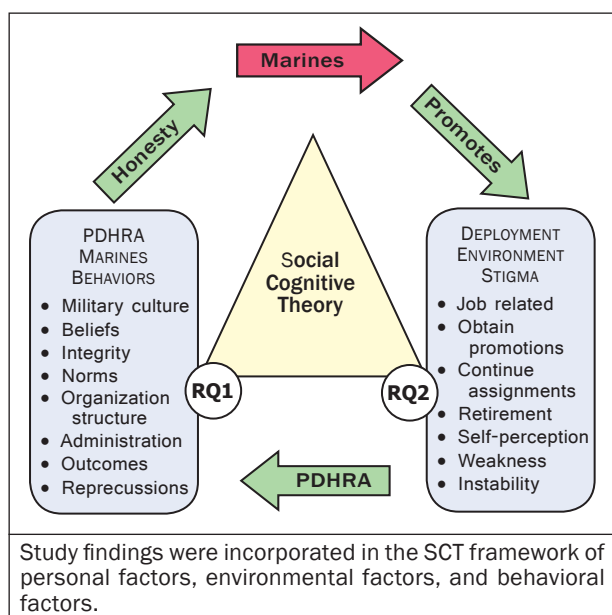 Marines
Honesty
Promotes
PDHRA
MARINES
BEHAVIORS
• Military culture
• Beliefs
• Integrity
• Norms
• Organization
structure
• Administration
• Outcomes
• Reprecussions
Social
Cognitive
Theory
DEPLOYMENT
ENVIRONMENT
STIGMA
• Job related
• Obtain
promotions
• Continue
assignments
• Retirement
• Self-perception
• Weakness
• Instability
RQ1
RQ2
PDHRA
Study findings were incorporated in the SCT framework of
personal factors, environmental factors, and behavioral
factors.